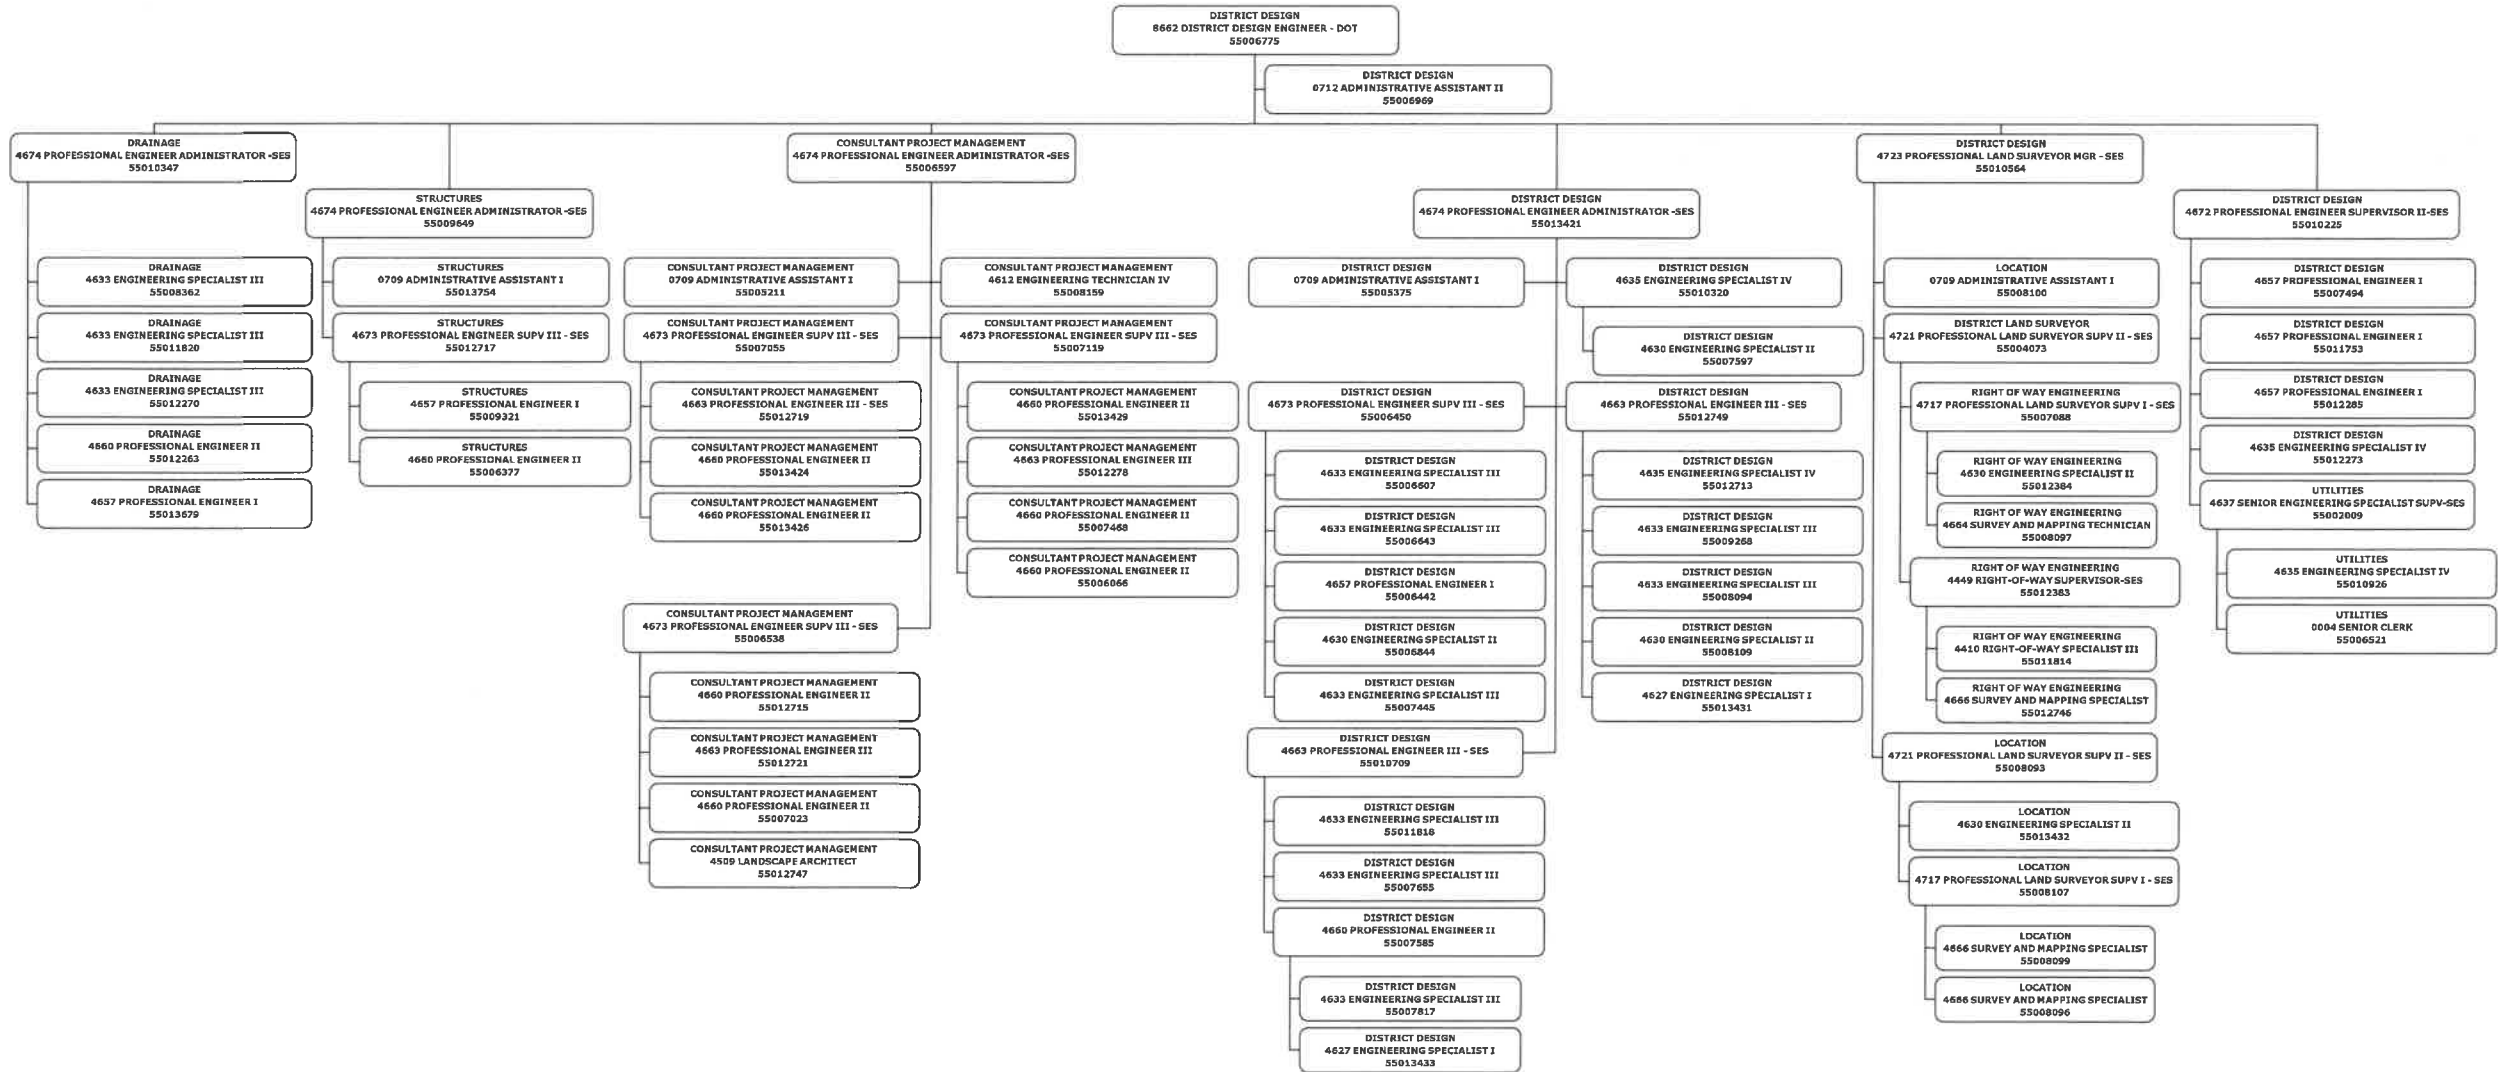 DISTRICT DESIGN
8662 DISTRICT DESIGN ENGINEER - DOT
55006775
DISTRICT DESIGN
0712 ADMINISTRATIVE ASSISTANT II
55006969
DRAINAGE
4674 PROFESSIONAL ENGINEER ADMINISTRATOR -SES
55010347
DRAINAGE
4633 ENGINEERING SPECIALIST III
55008362
DRAINAGE
4633 ENGINEERING SPECIALIST III
55011820
DRAINAGE
4633 ENGINEERING SPECIALIST III
55012270
DRAINAGE
4660 PROFESSIONAL ENGINEER II
55012263
DRAINAGE
4657 PROFESSIONAL ENGINEER I
55013679
STRUCTURES
4674 PROFESSIONAL ENGINEER ADMINISTRATOR -SES
55009649
STRUCTURES
0709 ADMINISTRATIVE ASSISTANT I
55013754
STRUCTURES
4673 PROFESSIONAL ENGINEER SUPV III - SES
55012717
STRUCTURES
4657 PROFESSIONAL ENGINEER I
55009321
STRUCTURES
4660 PROFESSIONAL ENGINEER II
55006377
CONSULTANT PROJECT MANAGEMENT
4674 PROFESSIONAL ENGINEER ADMINISTRATOR -SES
55006597
CONSULTANT PROJECT MANAGEMENT
0709 ADMINISTRATIVE ASSISTANT I
55005211
CONSULTANT PROJECT MANAGEMENT
4612 ENGINEERING TECHNICIAN IV
55008159
CONSULTANT PROJECT MANAGEMENT
4673 PROFESSIONAL ENGINEER SUPV III - SES
55007055
CONSULTANT PROJECT MANAGEMENT
4663 PROFESSIONAL ENGINEER III - SES
55012719
CONSULTANT PROJECT MANAGEMENT
4660 PROFESSIONAL ENGINEER II
55013424
CONSULTANT PROJECT MANAGEMENT
4660 PROFESSIONAL ENGINEER II
55013426
CONSULTANT PROJECT MANAGEMENT
4673 PROFESSIONAL ENGINEER SUPV III - SES
55007119
CONSULTANT PROJECT MANAGEMENT
4660 PROFESSIONAL ENGINEER II
55013429
CONSULTANT PROJECT MANAGEMENT
4663 PROFESSIONAL ENGINEER III
55012278
CONSULTANT PROJECT MANAGEMENT
4660 PROFESSIONAL ENGINEER II
55007468
CONSULTANT PROJECT MANAGEMENT
4660 PROFESSIONAL ENGINEER II
55006066
CONSULTANT PROJECT MANAGEMENT
4673 PROFESSIONAL ENGINEER SUPV III - SES
55006538
CONSULTANT PROJECT MANAGEMENT
4660 PROFESSIONAL ENGINEER II
55012715
CONSULTANT PROJECT MANAGEMENT
4663 PROFESSIONAL ENGINEER III
55012721
CONSULTANT PROJECT MANAGEMENT
4660 PROFESSIONAL ENGINEER II
55007023
CONSULTANT PROJECT MANAGEMENT
4509 LANDSCAPE ARCHITECT
55012747
DISTRICT DESIGN
4674 PROFESSIONAL ENGINEER ADMINISTRATOR -SES
55013421
DISTRICT DESIGN
0709 ADMINISTRATIVE ASSISTANT I
55005375
DISTRICT DESIGN
4635 ENGINEERING SPECIALIST IV
55010320
DISTRICT DESIGN
4630 ENGINEERING SPECIALIST II
55007597
DISTRICT DESIGN
4673 PROFESSIONAL ENGINEER SUPV III - SES
55006450
DISTRICT DESIGN
4633 ENGINEERING SPECIALIST III
55006607
DISTRICT DESIGN
4633 ENGINEERING SPECIALIST III
55006643
DISTRICT DESIGN
4657 PROFESSIONAL ENGINEER I
55006442
DISTRICT DESIGN
4630 ENGINEERING SPECIALIST II
55006844
DISTRICT DESIGN
4633 ENGINEERING SPECIALIST III
55007445
DISTRICT DESIGN
4663 PROFESSIONAL ENGINEER III - SES
55012749
DISTRICT DESIGN
4635 ENGINEERING SPECIALIST IV
55012713
DISTRICT DESIGN
4633 ENGINEERING SPECIALIST III
55009268
DISTRICT DESIGN
4633 ENGINEERING SPECIALIST III
55008094
DISTRICT DESIGN
4630 ENGINEERING SPECIALIST II
55008109
DISTRICT DESIGN
4627 ENGINEERING SPECIALIST I
55013431
DISTRICT DESIGN
4663 PROFESSIONAL ENGINEER III - SES
55010709
DISTRICT DESIGN
4633 ENGINEERING SPECIALIST III
55011818
DISTRICT DESIGN
4633 ENGINEERING SPECIALIST III
55007655
DISTRICT DESIGN
4660 PROFESSIONAL ENGINEER II
55007585
DISTRICT DESIGN
4633 ENGINEERING SPECIALIST III
55007817
DISTRICT DESIGN
4627 ENGINEERING SPECIALIST I
55013433
DISTRICT DESIGN
4723 PROFESSIONAL LAND SURVEYOR MGR - SES
55010564
LOCATION
0709 ADMINISTRATIVE ASSISTANT I
55008100
DISTRICT LAND SURVEYOR
4721 PROFESSIONAL LAND SURVEYOR SUPV II - SES
55004073
RIGHT OF WAY ENGINEERING
4717 PROFESSIONAL LAND SURVEYOR SUPV I - SES
55007088
RIGHT OF WAY ENGINEERING
4630 ENGINEERING SPECIALIST II
55012384
RIGHT OF WAY ENGINEERING
4664 SURVEY AND MAPPING TECHNICIAN
55008097
RIGHT OF WAY ENGINEERING
4449 RIGHT-OF-WAY SUPERVISOR-SES
55012383
RIGHT OF WAY ENGINEERING
4410 RIGHT-OF-WAY SPECIALIST III
55011814
RIGHT OF WAY ENGINEERING
4666 SURVEY AND MAPPING SPECIALIST
55012746
LOCATION
4721 PROFESSIONAL LAND SURVEYOR SUPV II - SES
55008093
LOCATION
4630 ENGINEERING SPECIALIST II
55013432
LOCATION
4717 PROFESSIONAL LAND SURVEYOR SUPV I - SES
55008107
LOCATION
4666 SURVEY AND MAPPING SPECIALIST
55008099
LOCATION
4666 SURVEY AND MAPPING SPECIALIST
55008096
DISTRICT DESIGN
4672 PROFESSIONAL ENGINEER SUPERVISOR II-SES
55010225
DISTRICT DESIGN
4657 PROFESSIONAL ENGINEER I
55007494
DISTRICT DESIGN
4657 PROFESSIONAL ENGINEER I
55011753
DISTRICT DESIGN
4657 PROFESSIONAL ENGINEER I
55012285
DISTRICT DESIGN
4635 ENGINEERING SPECIALIST IV
55012273
UTILITIES
4637 SENIOR ENGINEERING SPECIALIST SUPV-SES
55002009
UTILITIES
4635 ENGINEERING SPECIALIST IV
55010926
UTILITIES
0004 SENIOR CLERK
55006521